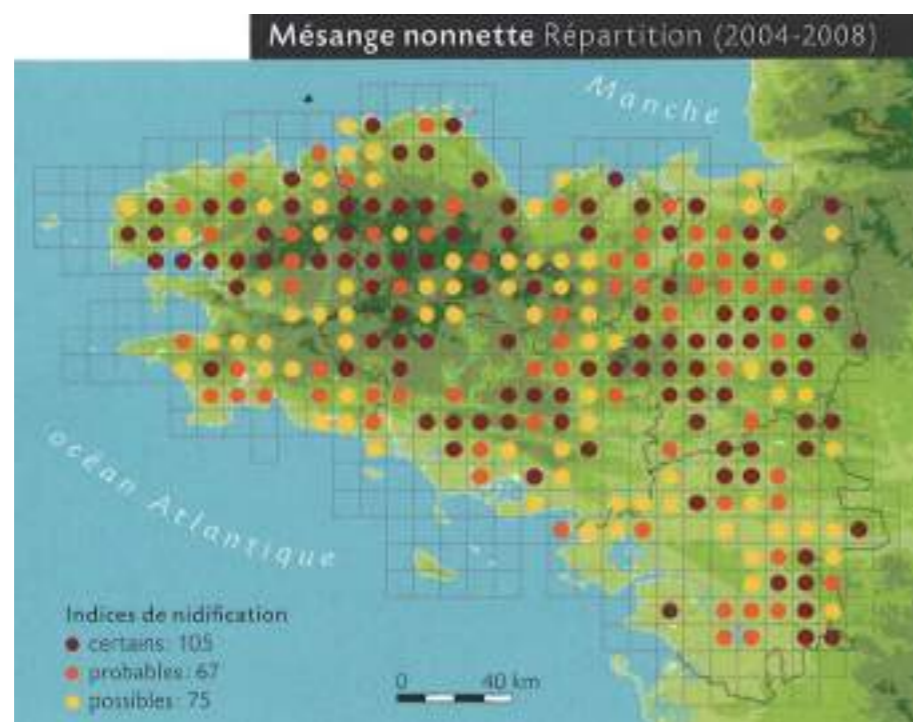 Mésange nonnette Répartition (2004-2008)
Manche
océan Atlantique
Indices de nidification
certains: 105
probables: 67
possibles: 75
0 40 km